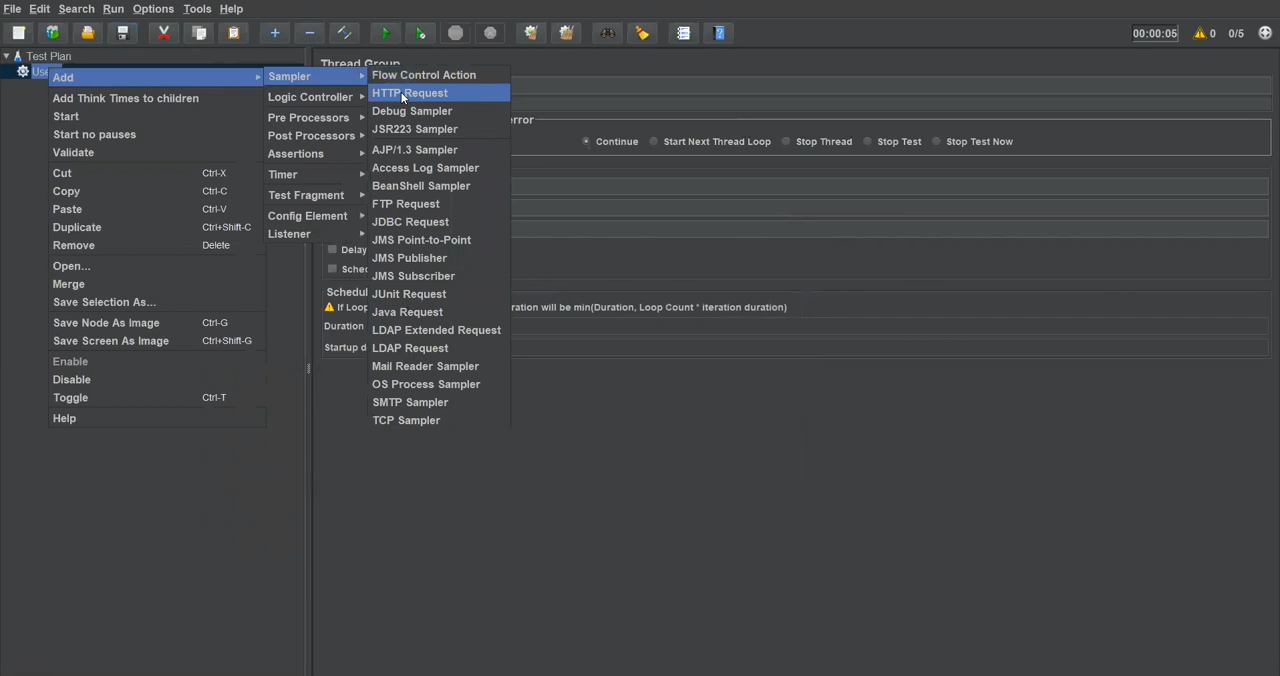 File Edit Search Run Options Tools Help
00:00:05 0/5
Test Plan
Thread Group
Add
Add Think Times to children
Start
Start no pauses
Validate
Cut Ctrl-X
Copy Ctrl-C
Paste Ctrl-V
Duplicate Ctrl+Shift-C
Remove Delete
Open...
Merge
Save Selection As...
Save Node As Image Ctrl-G
Save Screen As Image Ctrl+Shift-G
Enable
Disable
Toggle Ctrl-T
Help
Sampler
Logic Controller
Pre Processors
Post Processors
Assertions
Timer
Test Fragment
Config Element
Listener
Flow Control Action
HTTP Request
Debug Sampler
JSR223 Sampler
AJP/1.3 Sampler
Access Log Sampler
BeanShell Sampler
FTP Request
JDBC Request
JMS Point-to-Point
JMS Publisher
JMS Subscriber
JUnit Request
Java Request
LDAP Extended Request
LDAP Request
Mail Reader Sampler
OS Process Sampler
SMTP Sampler
TCP Sampler
error
Continue Start Next Thread Loop Stop Thread Stop Test Stop Test Now
Delay
Sched
Schedul
If Loop ration will be min(Duration, Loop Count * iteration duration)
Duration
Startup d